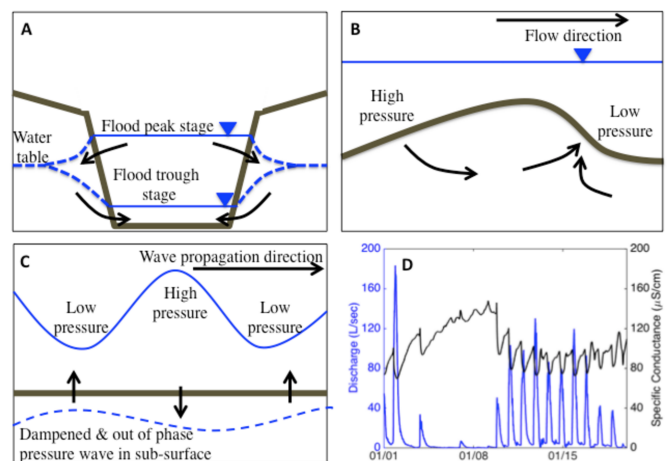 A
Flood peak stage
Water
table
Flood trough
stage
B
Flow direction
High
pressure
Low
pressure
C
Wave propagation direction
Low
pressure
High
pressure
Low
pressure
Dampened & out of phase
pressure wave in sub-surface
D
Discharge (L/sec)
200
160
120
80
40
0
01/01
01/08
01/15
200
160
120
80
40
0
Specific Conductance (μS/cm)